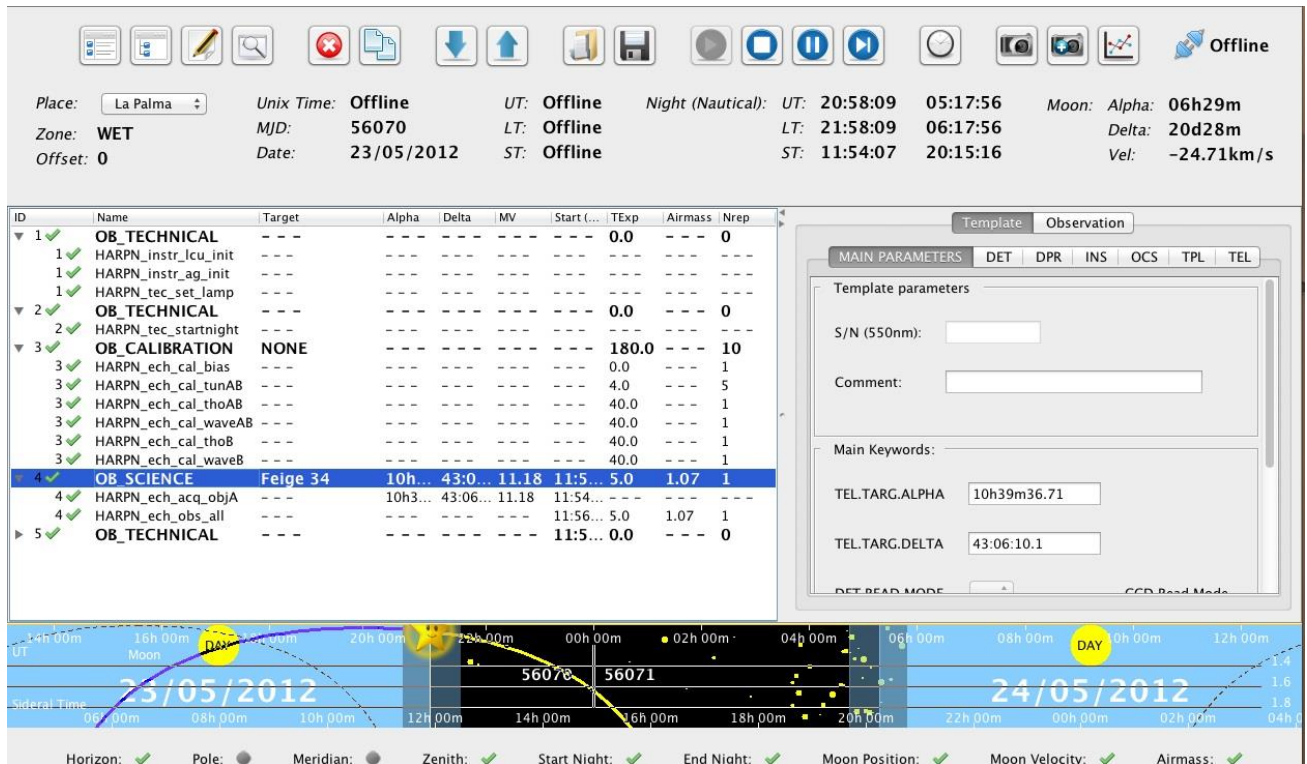 Offline
Place: La Palma Unix Time: Offline UT: Offline Night (Nautical): UT: 20:58:09 05:17:56 Moon: Alpha: 06h29m
Zone: WET MJD: 56070 LT: Offline LT: 21:58:09 06:17:56 Delta: 20d28m
Offset: 0 Date: 23/05/2012 ST: Offline ST: 11:54:07 20:15:16 Vel: -24.71km/s
ID Name Target Alpha Delta MV Start (... TExp Airmass Nrep
1 OB_TECHNICAL - - - - - - - - - - - - - - - 0.0 - - - 0
1 HARPN_instr_lcu_init - - - - - - - - - - - - - - - - - - - - - - - -
1 HARPN_instr_ag_init - - - - - - - - - - - - - - - - - - - - - - - -
1 HARPN_tec_set_lamp - - - - - - - - - - - - - - - - - - - - - - - -
2 OB_TECHNICAL - - - - - - - - - - - - - - - 0.0 - - - 0
2 HARPN_tec_startnight - - - - - - - - - - - - - - - - - - - - - - - -
3 OB_CALIBRATION NONE - - - - - - - - - - - - 180.0 - - - 10
3 HARPN_ech_cal_bias - - - - - - - - - - - - - - - 0.0 - - - 1
3 HARPN_ech_cal_tunAB - - - - - - - - - - - - - - - 4.0 - - - 5
3 HARPN_ech_cal_thoAB - - - - - - - - - - - - - - - 40.0 - - - 1
3 HARPN_ech_cal_waveAB - - - - - - - - - - - - - - - 40.0 - - - 1
3 HARPN_ech_cal_thoB - - - - - - - - - - - - - - - 40.0 - - - 1
3 HARPN_ech_cal_waveB - - - - - - - - - - - - - - - 40.0 - - - 1
4 OB_SCIENCE Feige 34 10h... 43:0... 11.18 11:5... 5.0 1.07 1
4 HARPN_ech_acq_objA - - - 10h3... 43:06... 11.18 11:54... - - - - - - - - -
4 HARPN_ech_obs_all - - - - - - - - - - - - 11:56... 5.0 1.07 1
5 OB_TECHNICAL - - - - - - - - - - - - 11:5... 0.0 - - - 0
Template Observation
MAIN PARAMETERS DET DPR INS OCS TPL TEL
Template parameters
S/N (550nm):
Comment:
Main Keywords:
TEL.TARG.ALPHA 10h39m36.71
TEL.TARG.DELTA 43:06:10.1
DET READ MODE CCD Read Mode
14h 00m 16h 00m 18h 00m 20h 00m 22h 00m 00h 00m 02h 00m 04h 00m 06h 00m 08h 00m 10h 00m 12h 00m
UT Moon DAY DAY 1.4
56070 56071
23/05/2012 24/05/2012 1.6
Sideral Time 1.8
06h 00m 08h 00m 10h 00m 12h 00m 14h 00m 16h 00m 18h 00m 20h 00m 22h 00m 00h 00m 02h 00m 04h
Horizon: Pole: Meridian: Zenith: Start Night: End Night: Moon Position: Moon Velocity: Airmass: